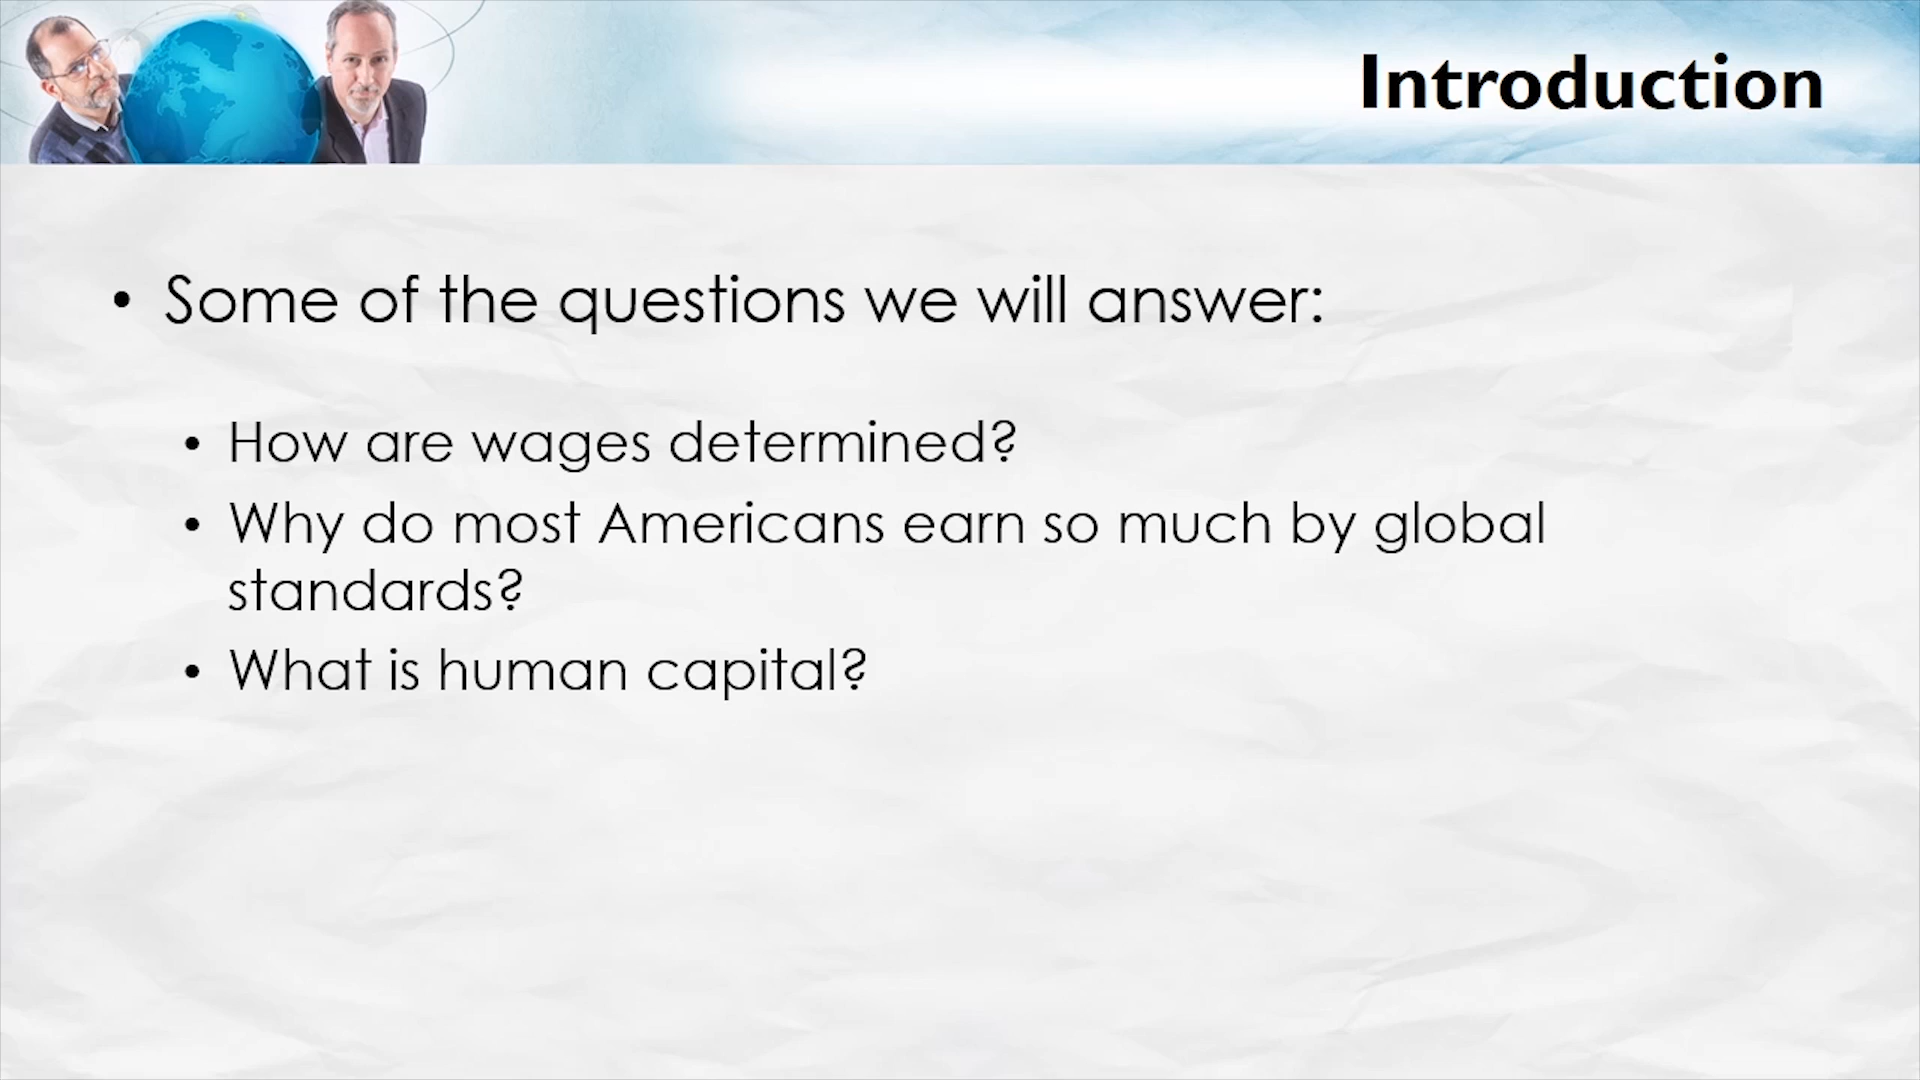 Introduction
• Some of the questions we will answer:
• How are wages determined?
• Why do most Americans earn so much by global
standards?
• What is human capital?